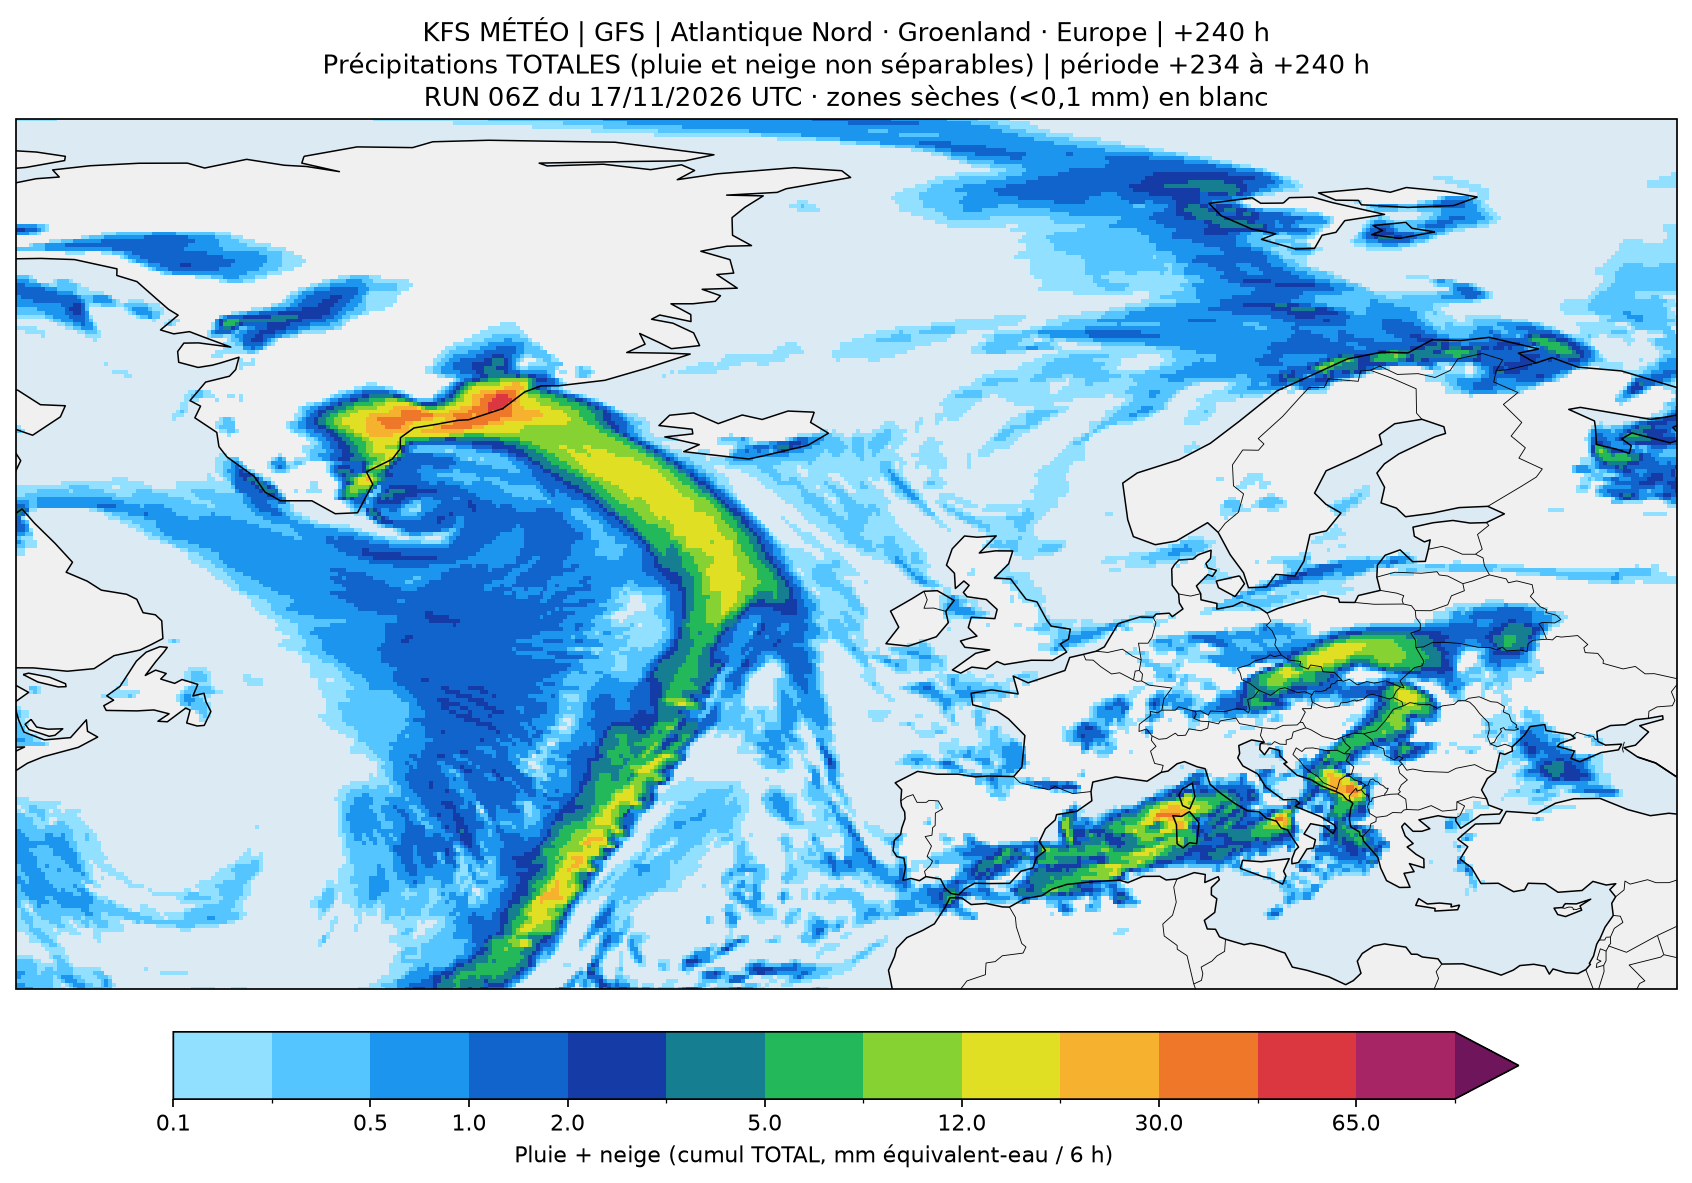 KFS MÉTÉO | GFS | Atlantique Nord · Groenland · Europe | +240 h
Précipitations TOTALES (pluie et neige non séparables) | période +234 à +240 h
RUN 06Z du 17/11/2026 UTC · zones sèches (<0,1 mm) en blanc
0.1 0.5 1.0 2.0 5.0 12.0 30.0 65.0
Pluie + neige (cumul TOTAL, mm équivalent-eau / 6 h)